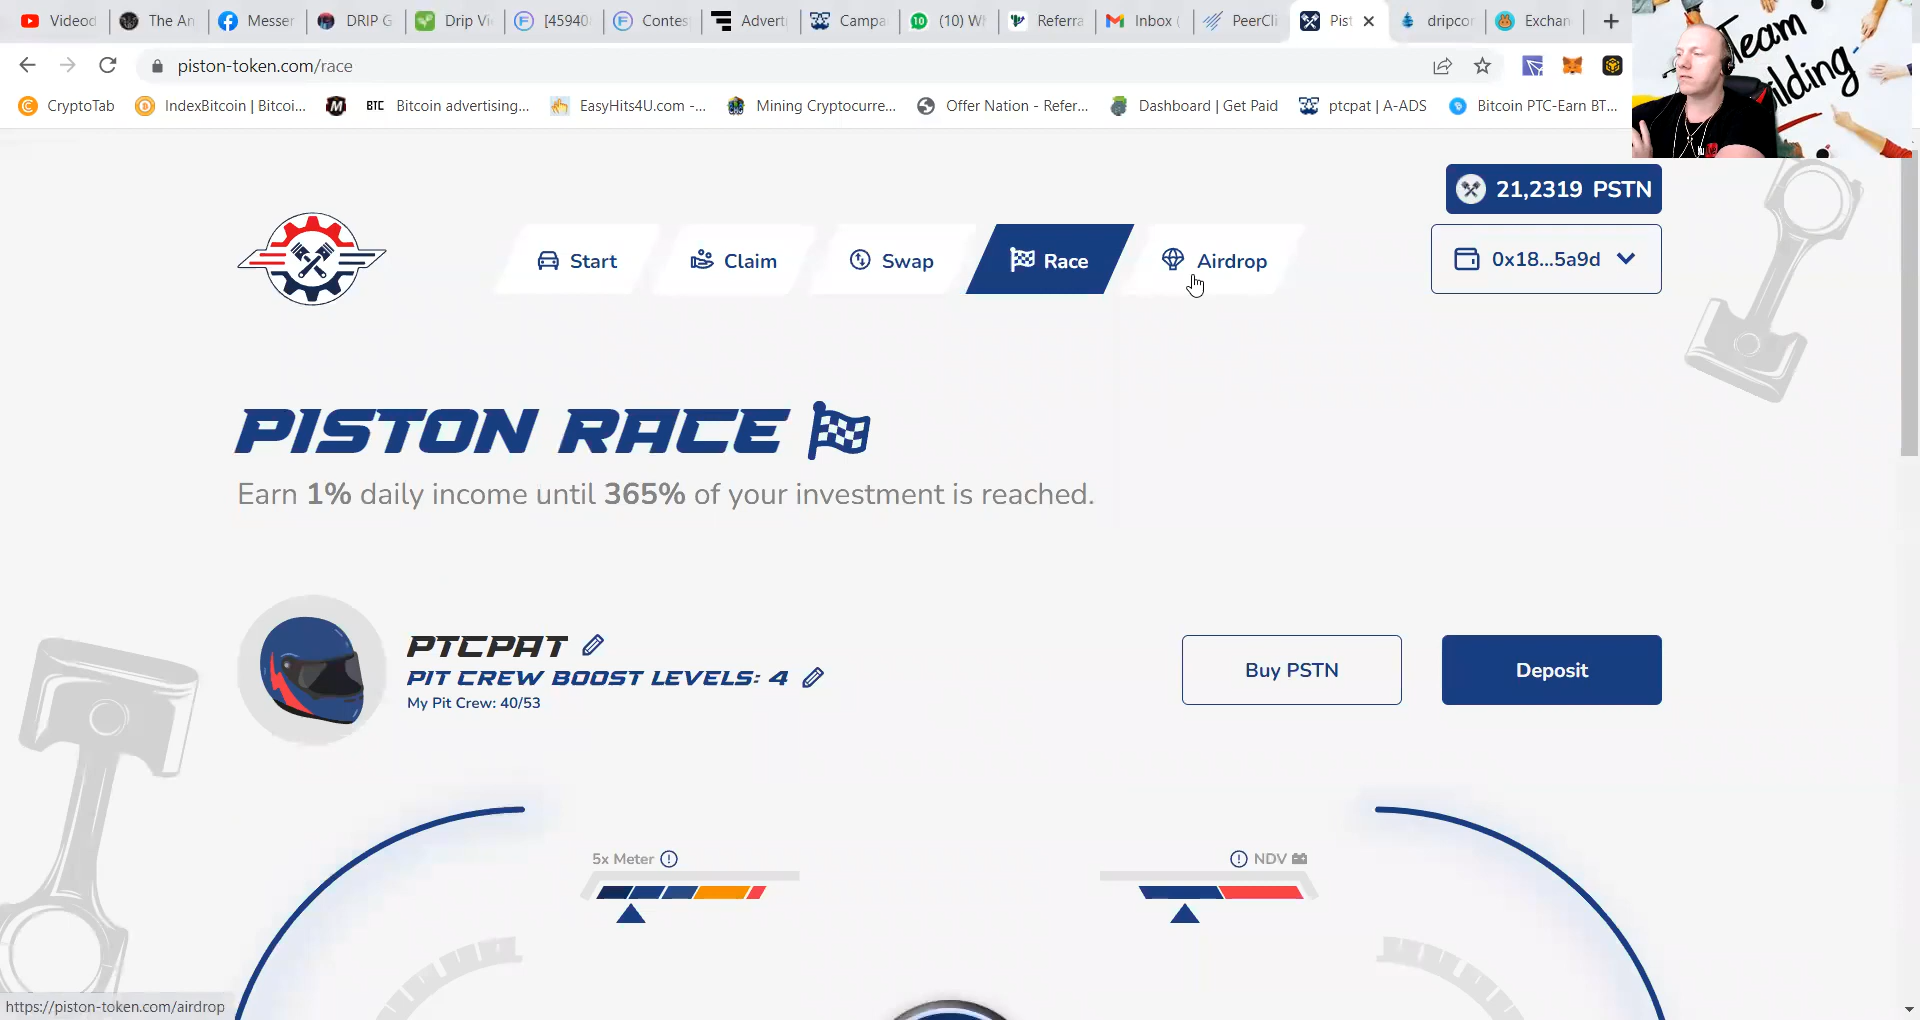 Videod
The An
Messer
DRIP G
Drip Vi
[45940
Contes
Advert
Campa
(10) W
Referra
Inbox (
PeerCli
Pist
dripcor
Exchan
piston-token.com/race
CryptoTab
IndexBitcoin | Bitcoi...
BTC Bitcoin advertising...
EasyHits4U.com -...
Mining Cryptocurre...
Offer Nation - Refer...
Dashboard | Get Paid
ptcpat | A-ADS
Bitcoin PTC-Earn BT...
Team
ilding
21,2319 PSTN
Start
Claim
Swap
Race
Airdrop
0x18...5a9d
PISTON RACE
Earn 1% daily income until 365% of your investment is reached.
PTCPAT
PIT CREW BOOST LEVELS: 4
My Pit Crew: 40/53
Buy PSTN
Deposit
5x Meter
NDV
https://piston-token.com/airdrop